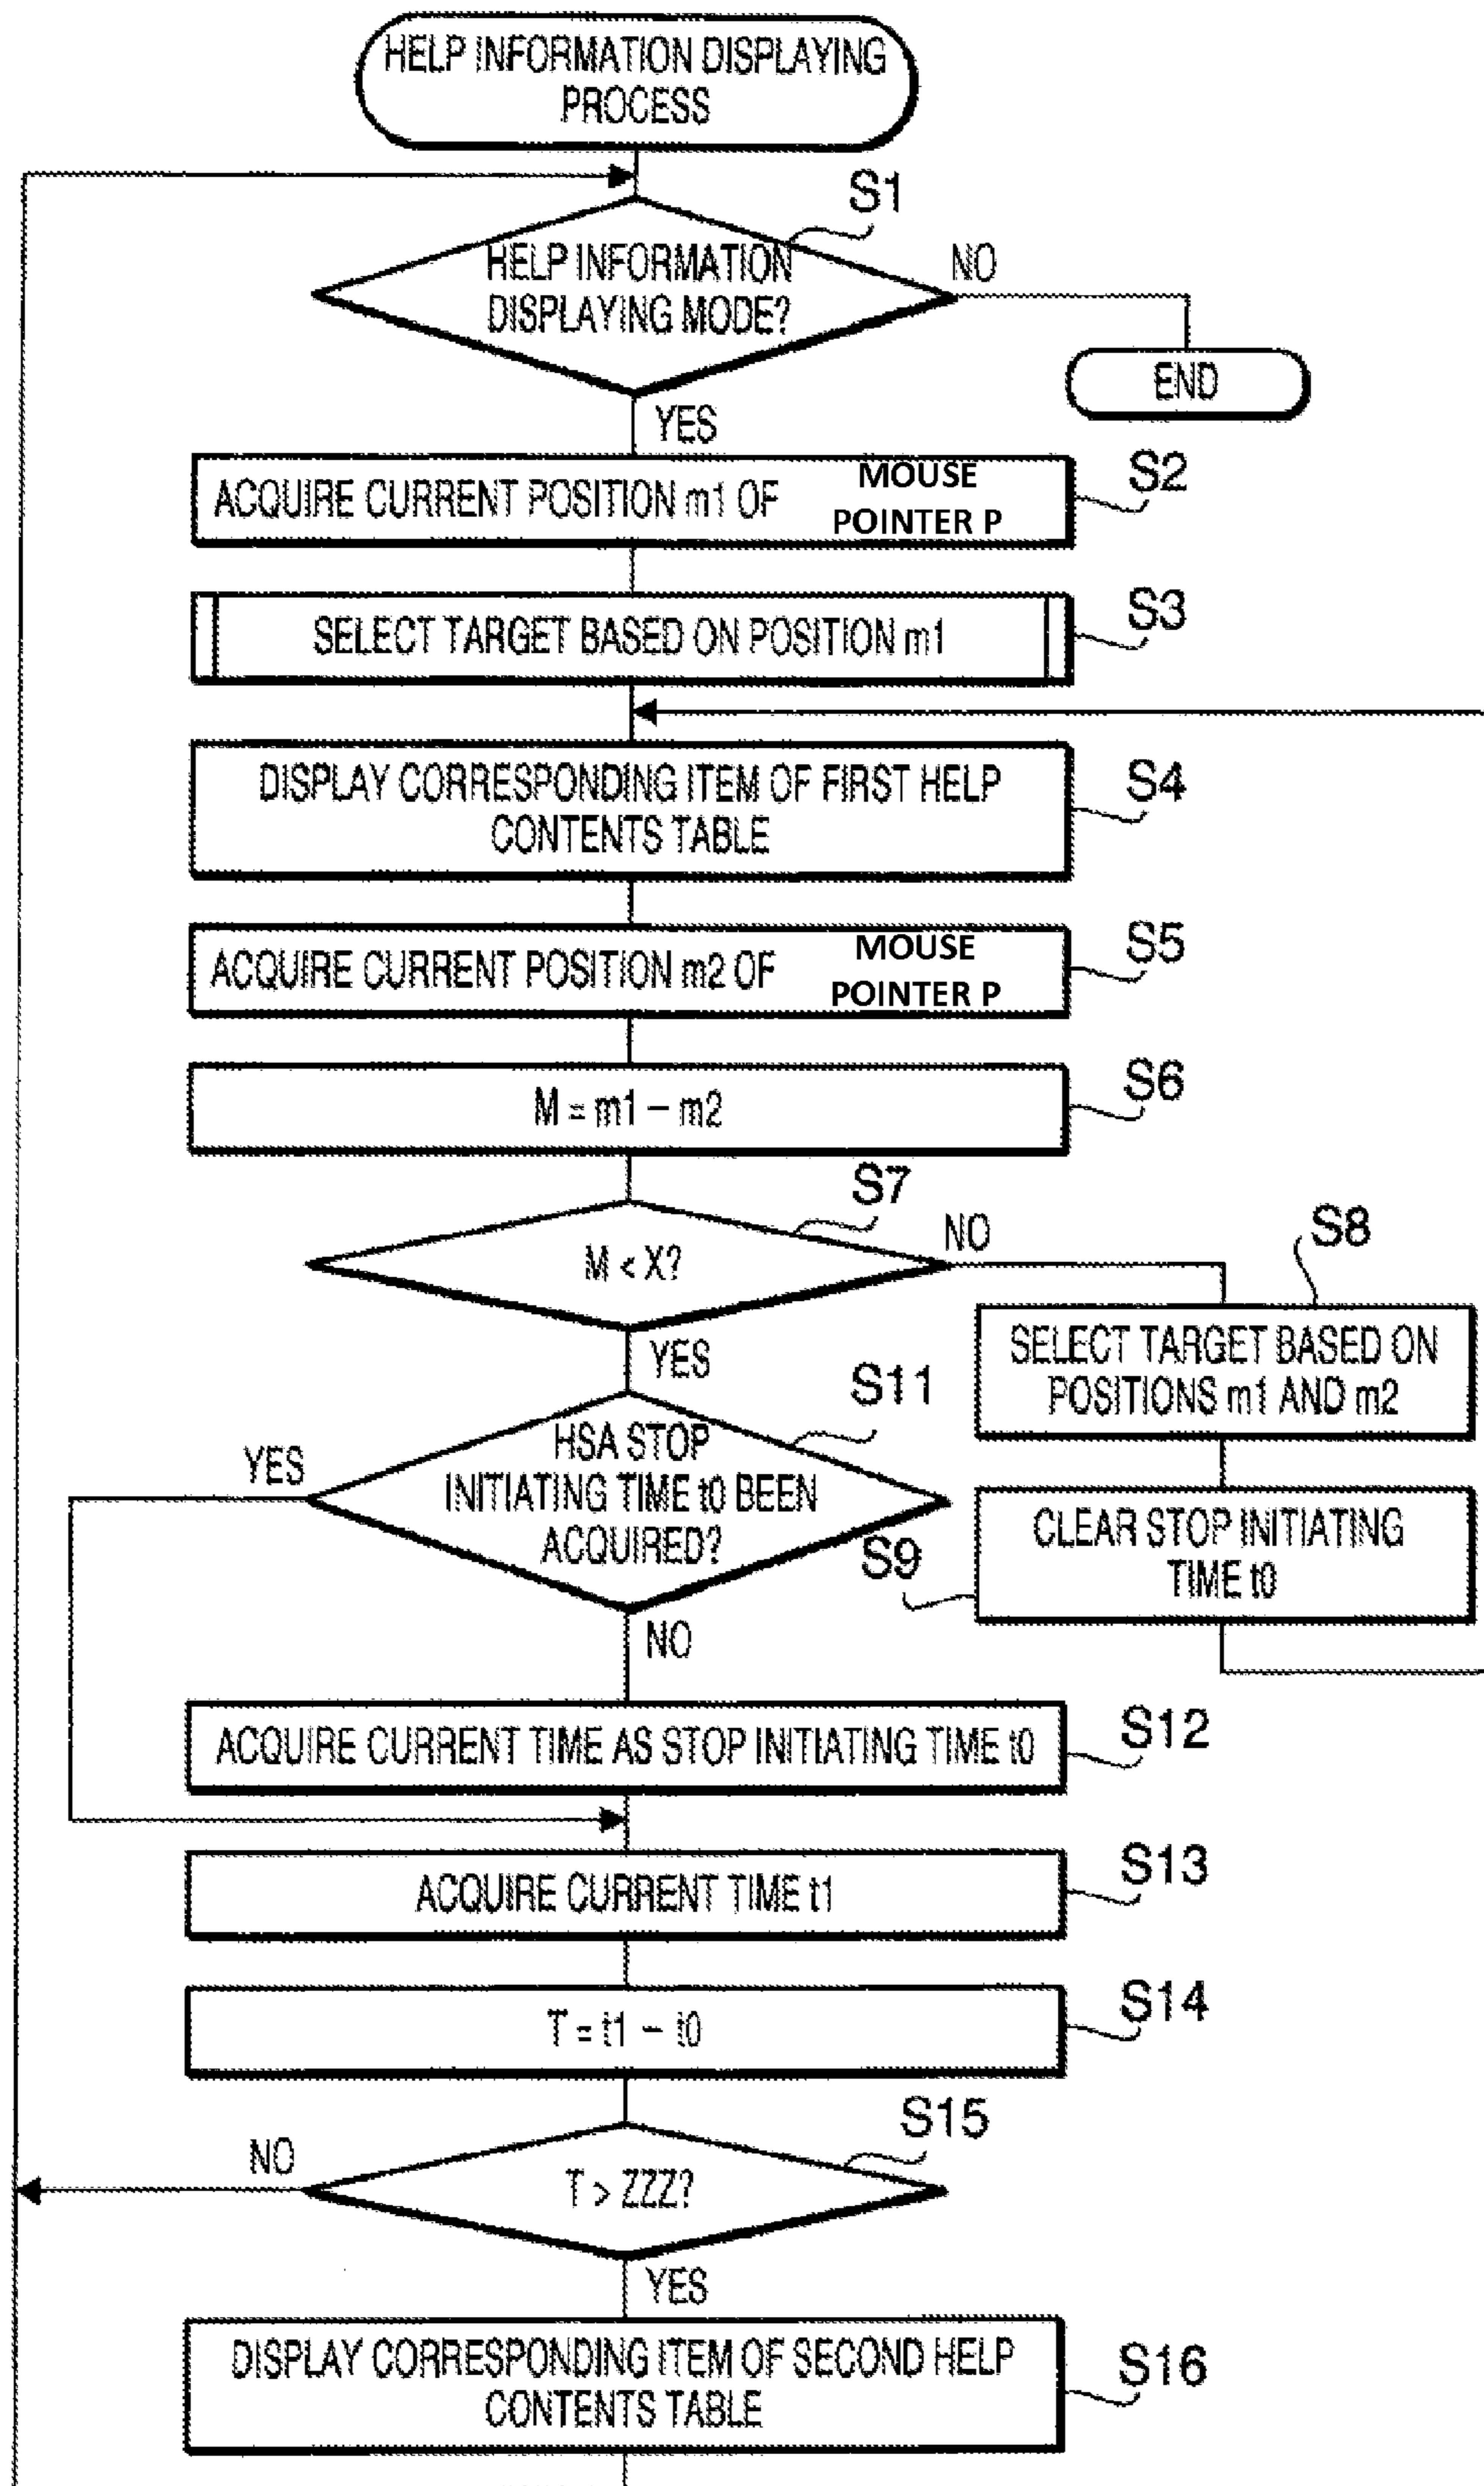 HELP INFORMATION DISPLAYING
PROCESS
S1
HELP INFORMATION
DISPLAYING MODE?
NO
END
YES
ACQUIRE CURRENT POSITION m1 OF MOUSE
POINTER P
S2
SELECT TARGET BASED ON POSITION m1
S3
DISPLAY CORRESPONDING ITEM OF FIRST HELP
CONTENTS TABLE
S4
ACQUIRE CURRENT POSITION m2 OF MOUSE
POINTER P
S5
M = m1 – m2
S6
S7
M < X?
NO
S8
SELECT TARGET BASED ON
POSITIONS m1 AND m2
YES
S11
HSA STOP
INITIATING TIME t0 BEEN
ACQUIRED?
YES
S9
CLEAR STOP INITIATING
TIME t0
NO
ACQUIRE CURRENT TIME AS STOP INITIATING TIME t0
S12
ACQUIRE CURRENT TIME t1
S13
T = t1 – t0
S14
S15
T > ZZZ?
NO
YES
DISPLAY CORRESPONDING ITEM OF SECOND HELP
CONTENTS TABLE
S16